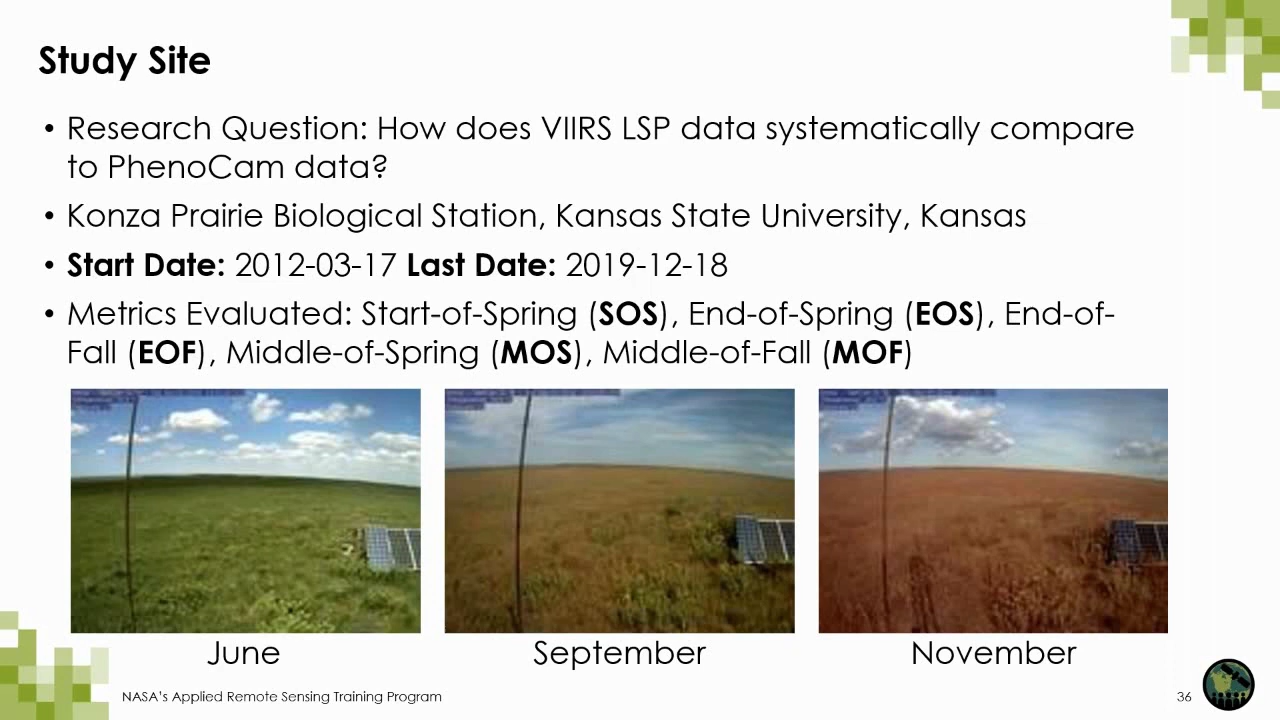 Study Site
• Research Question: How does VIIRS LSP data systematically compare
to PhenoCam data?
• Konza Prairie Biological Station, Kansas State University, Kansas
• Start Date: 2012-03-17 Last Date: 2019-12-18
• Metrics Evaluated: Start-of-Spring (SOS), End-of-Spring (EOS), End-of-
Fall (EOF), Middle-of-Spring (MOS), Middle-of-Fall (MOF)
June
September
November
NASA's Applied Remote Sensing Training Program
36